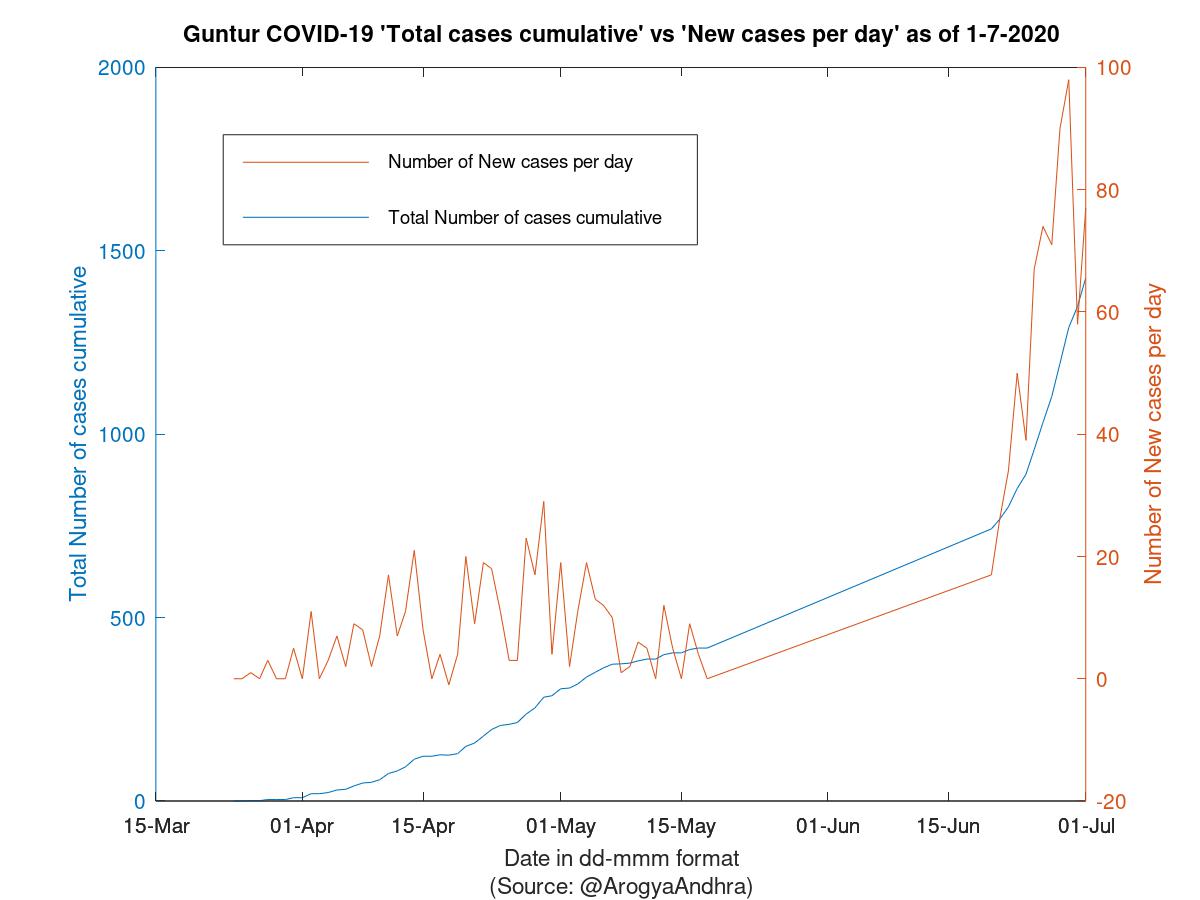 Guntur COVID-19 'Total cases cumulative' vs 'New cases per day' as of 1-7-2020
2000
1500
1000
500
0
Total Number of cases cumulative
Number of New cases per day
Total Number of cases cumulative
100
80
60
40
20
0
-20
Number of New cases per day
15-Mar 01-Apr 15-Apr 01-May 15-May 01-Jun 15-Jun 01-Jul
Date in dd-mmm format
(Source: @ArogyaAndhra)